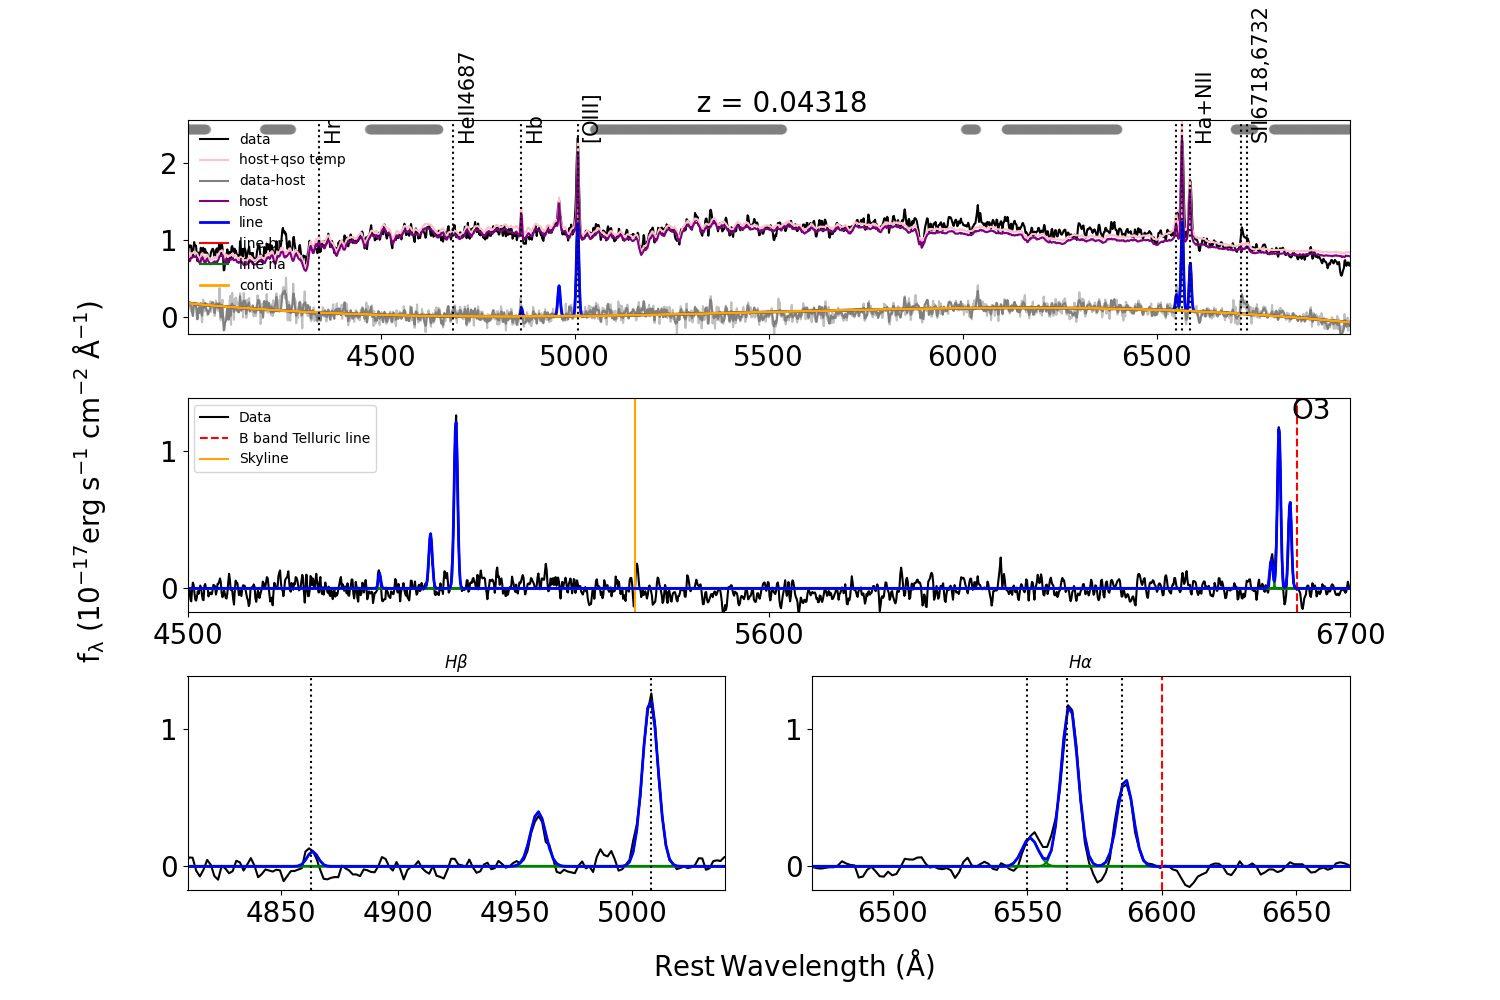 z = 0.04318
Hr
HeII4687
Hb
[OIII]
Ha+NII
SII6718,6732
data
host+qso temp
data-host
host
line
line br
line na
conti
2
1
0
4500
5000
5500
6000
6500
fλ (10⁻¹⁷erg s⁻¹ cm⁻² Å⁻¹)
Data
B band Telluric line
Skyline
O3
1
0
4500
5600
6700
Hβ
1
0
4850
4900
4950
5000
Hα
1
0
6500
6550
6600
6650
Rest Wavelength (Å)